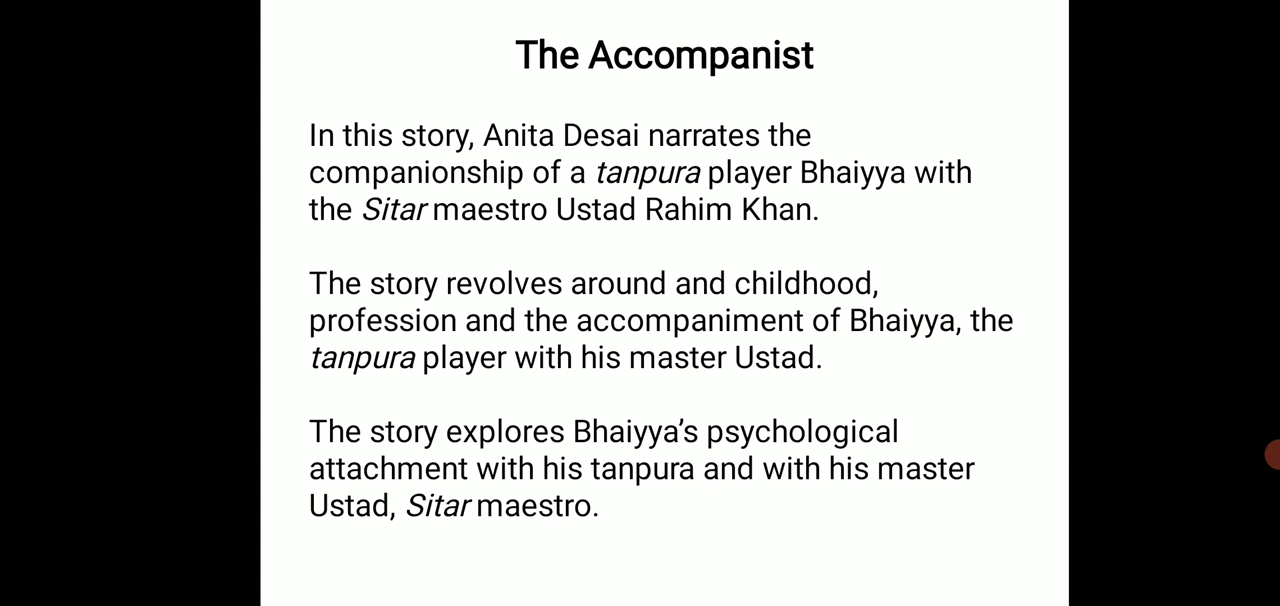 The Accompanist
In this story, Anita Desai narrates the
companionship of a tanpura player Bhaiyya with
the Sitar maestro Ustad Rahim Khan.
The story revolves around and childhood,
profession and the accompaniment of Bhaiyya, the
tanpura player with his master Ustad.
The story explores Bhaiyya’s psychological
attachment with his tanpura and with his master
Ustad, Sitar maestro.